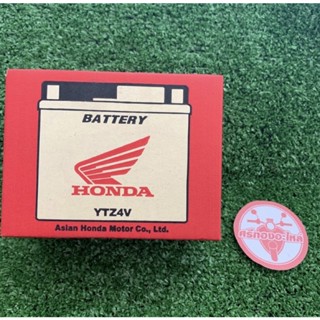 BATTERY
HONDA
YTZ4V
Asian Honda Motor Co., Ltd.